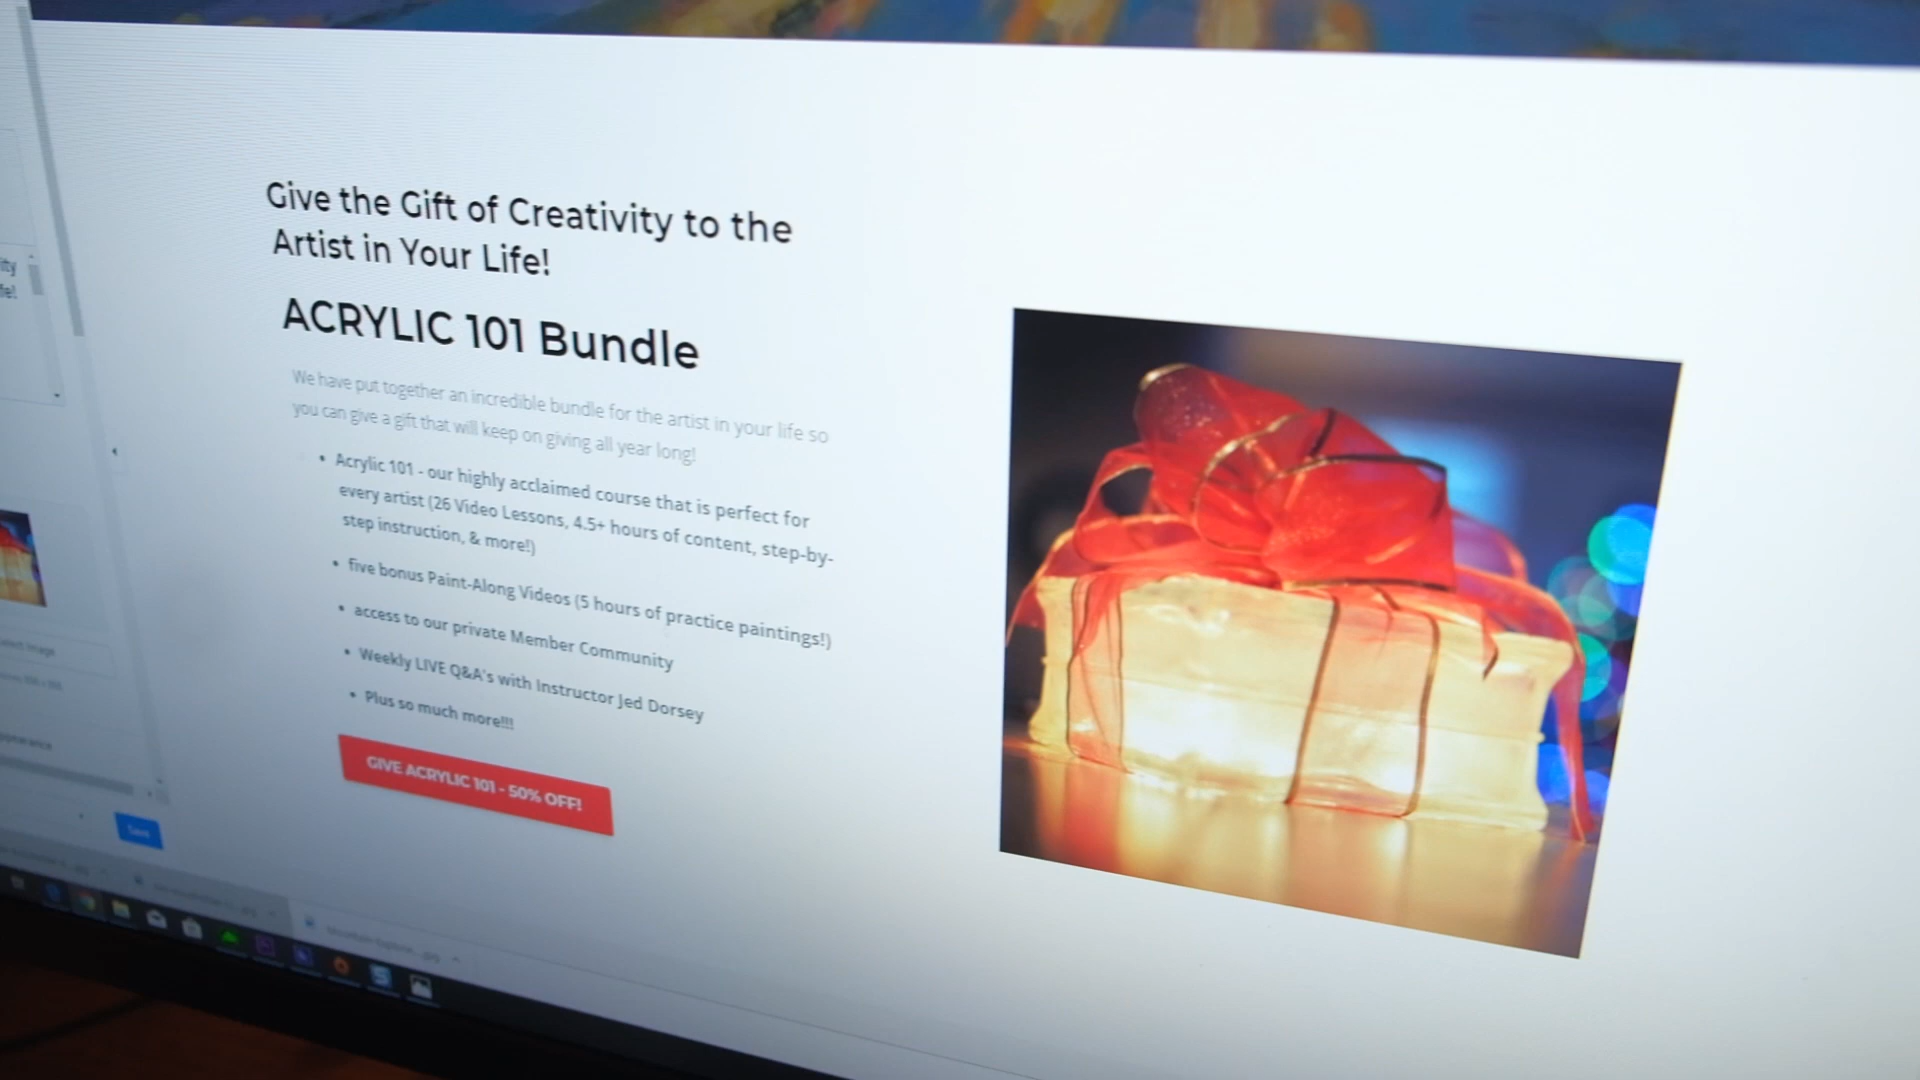 Give the Gift of Creativity to the
Artist in Your Life!
ACRYLIC 101 Bundle
We have put together an incredible bundle for the artist in your life so
you can give a gift that will keep on giving all year long!
• Acrylic 101 - our highly acclaimed course that is perfect for
every artist (26 Video Lessons, 4.5+ hours of content, step-by-
step instruction, & more!)
• five bonus Paint-Along Videos (5 hours of practice paintings!)
• access to our private Member Community
• Weekly LIVE Q&A's with Instructor Jed Dorsey
• Plus so much more!!!
GIVE ACRYLIC 101 - 50% OFF!
Save